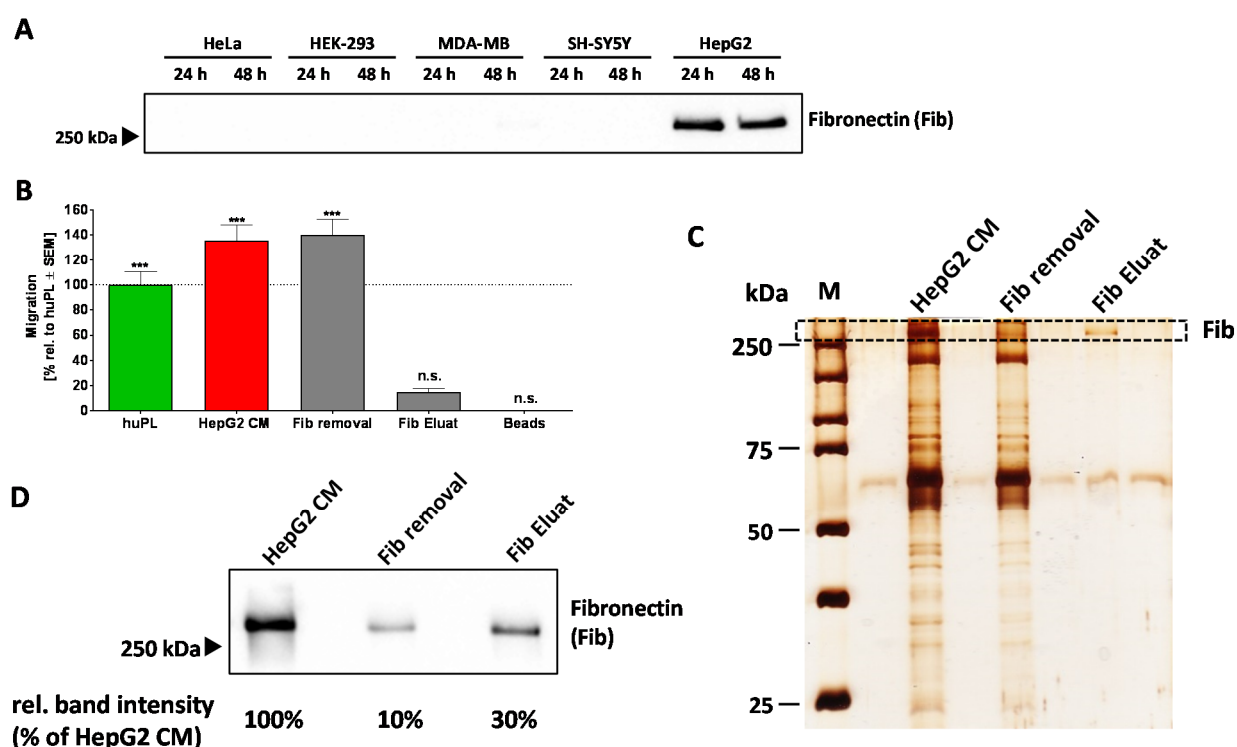 A
HeLa HEK-293 MDA-MB SH-SY5Y HepG2
24 h 48 h 24 h 48 h 24 h 48 h 24 h 48 h 24 h 48 h
250 kDa
Fibronectin (Fib)
B
Migration
[% rel. to huPL ± SEM]
160
140
120
100
80
60
40
20
0
***
***
***
n.s.
n.s.
huPL HepG2 CM Fib removal Fib Eluat Beads
C
HepG2 CM
Fib removal
Fib Eluat
kDa M
Fib
250
75
50
25
D
HepG2 CM
Fib removal
Fib Eluat
250 kDa
Fibronectin
(Fib)
rel. band intensity
(% of HepG2 CM)
100% 10% 30%